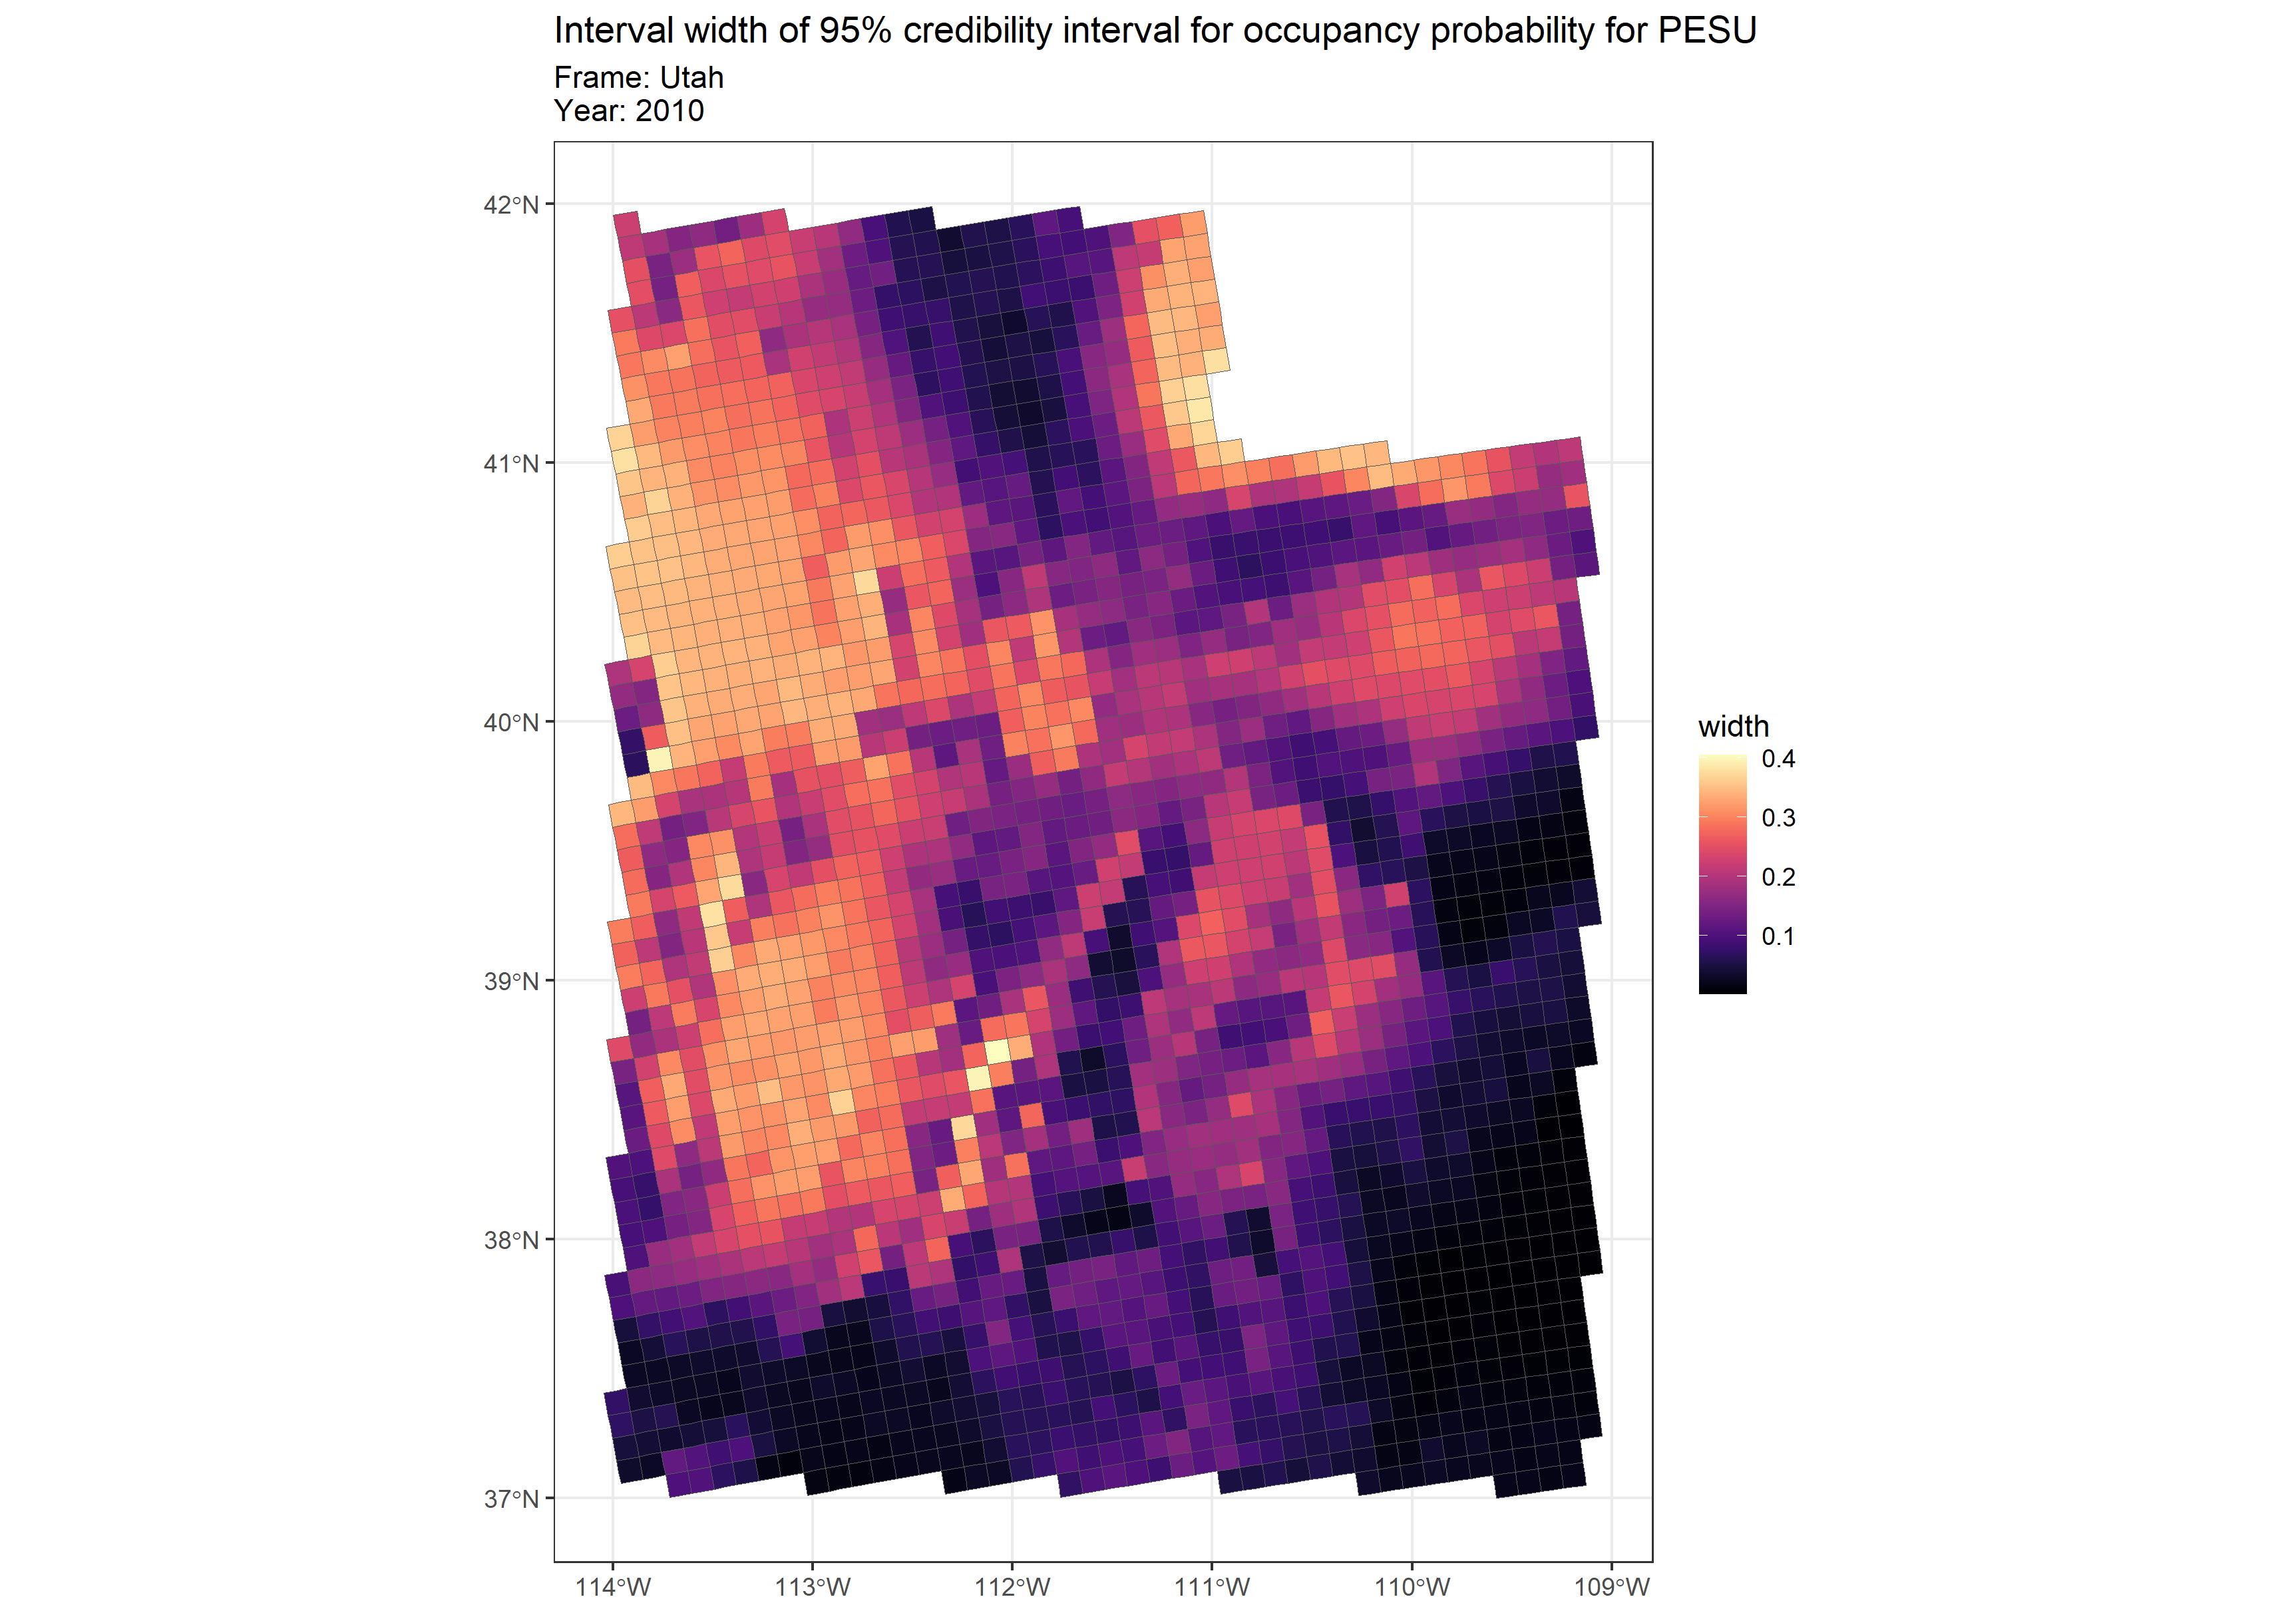 Interval width of 95% credibility interval for occupancy probability for PESU
Frame: Utah
Year: 2010
42°N
41°N
40°N
39°N
38°N
37°N
114°W
113°W
112°W
111°W
110°W
109°W
width
0.4
0.3
0.2
0.1